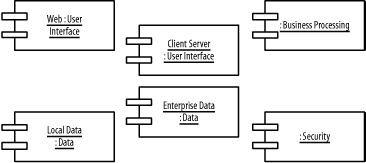 Web : User
Interface
Client Server
: User Interface
: Business Processing
Local Data
: Data
Enterprise Data
: Data
: Security